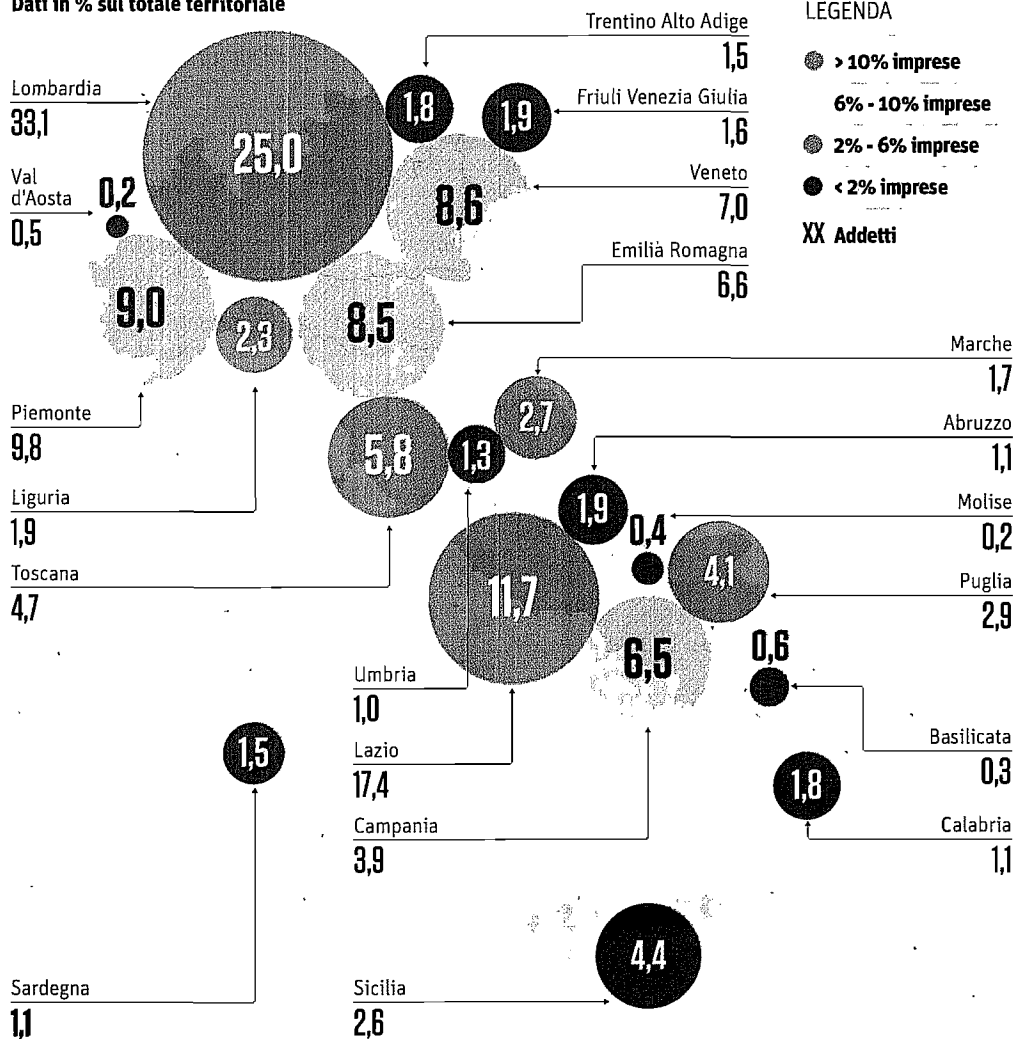 Dati in % sul totale territoriale
LEGENDA
> 10% imprese
6% - 10% imprese
2% - 6% imprese
< 2% imprese
XX Addetti
Trentino Alto Adige
1,5
1,8
Friuli Venezia Giulia
1,6
1,9
Lombardia
33,1
25,0
Veneto
7,0
8,6
Val
d'Aosta
0,5
0,2
Emilia Romagna
6,6
8,5
9,0
2,3
Piemonte
9,8
Liguria
1,9
Toscana
4,7
5,8
1,3
2,7
Marche
1,7
Abruzzo
1,1
1,9
Molise
0,2
0,4
Puglia
2,9
4,1
11,7
6,5
0,6
Umbria
1,0
Lazio
17,4
Campania
3,9
Basilicata
0,3
1,5
1,8
Calabria
1,1
4,4
Sardegna
1,1
Sicilia
2,6